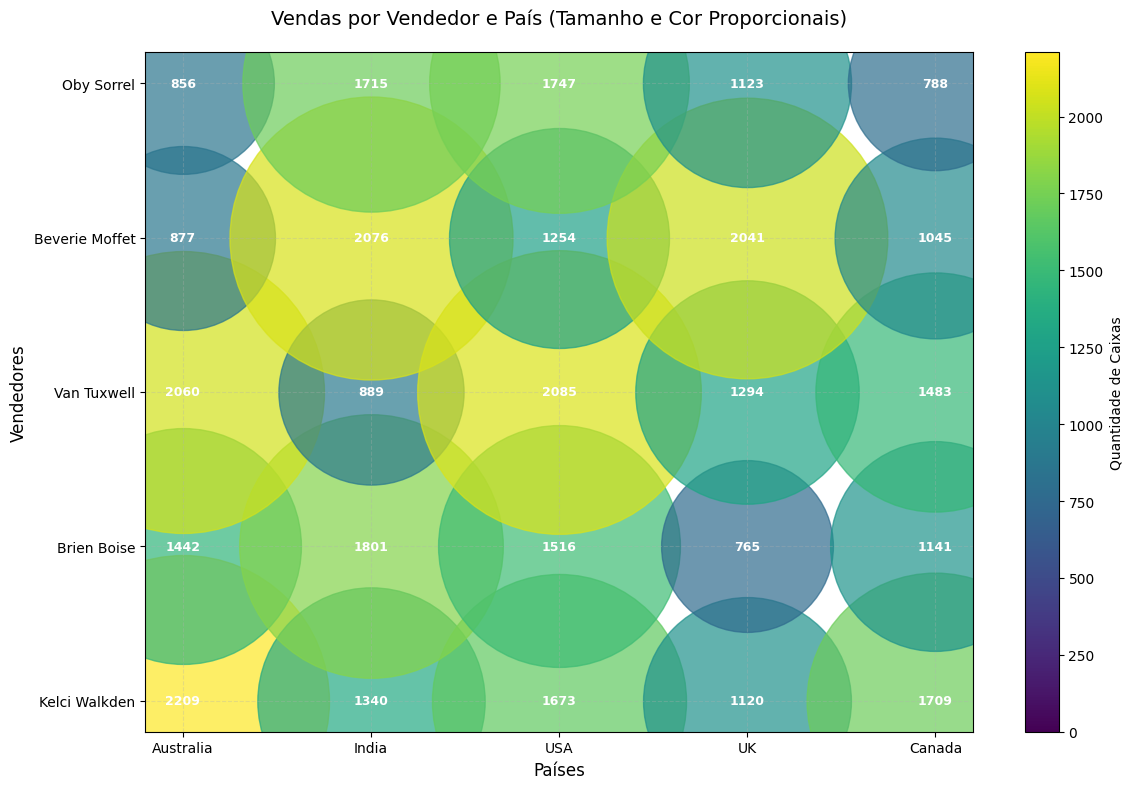 Vendas por Vendedor e País (Tamanho e Cor Proporcionais)
Vendedores
Oby Sorrel 856 1715 1747 1123 788
Beverie Moffet 877 2076 1254 2041 1045
Van Tuxwell 2060 889 2085 1294 1483
Brien Boise 1442 1801 1516 765 1141
Kelci Walkden 2209 1340 1673 1120 1709
Australia India USA UK Canada
Países
2000
1750
1500
1250
1000
750
500
250
0
Quantidade de Caixas